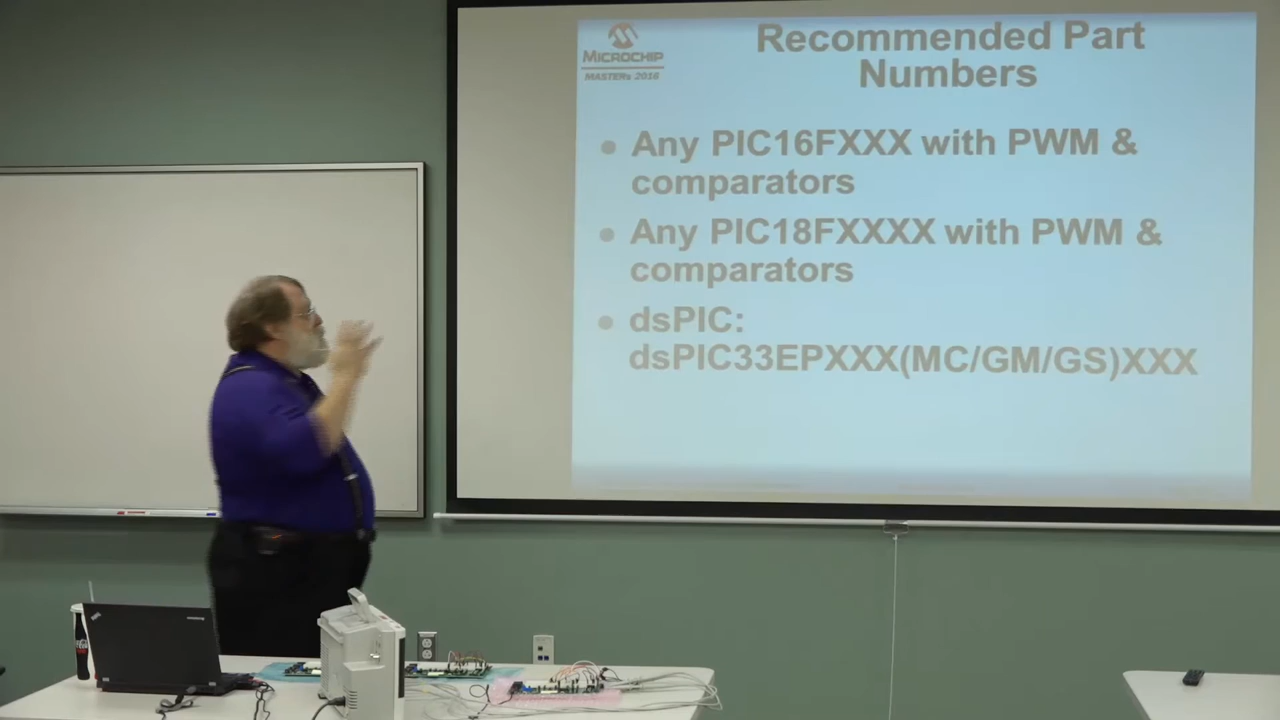 MICROCHIP
MASTERs 2016
Recommended Part
Numbers
Any PIC16FXXX with PWM &
comparators
Any PIC18FXXXX with PWM &
comparators
dsPIC:
dsPIC33EPXXX(MC/GM/GS)XXX